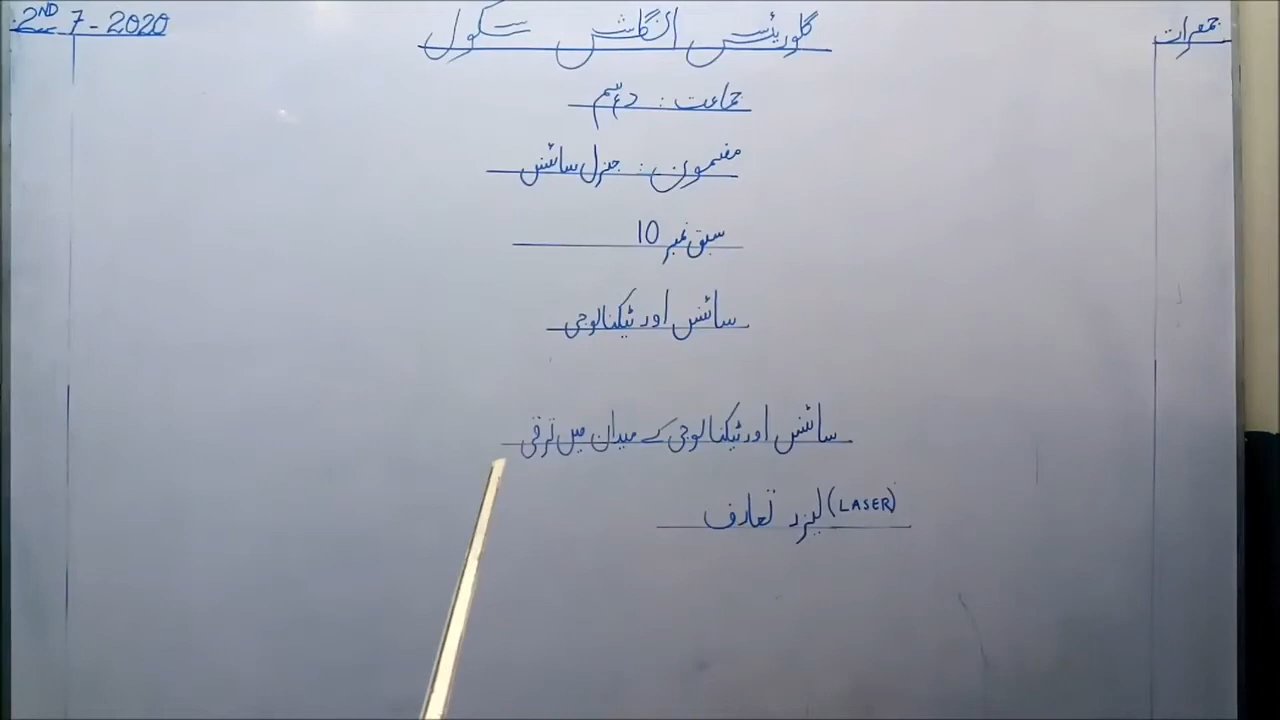 جمعرات
گلوریئس انگلش سکول
2ND 7-2020
جماعت : دہم
مضمون : جنرل سائنس
سبق نمبر 10
سائنس اور ٹیکنالوجی
سائنس اور ٹیکنالوجی کے میدان میں ترقی
(LASER) لیزر تعارف